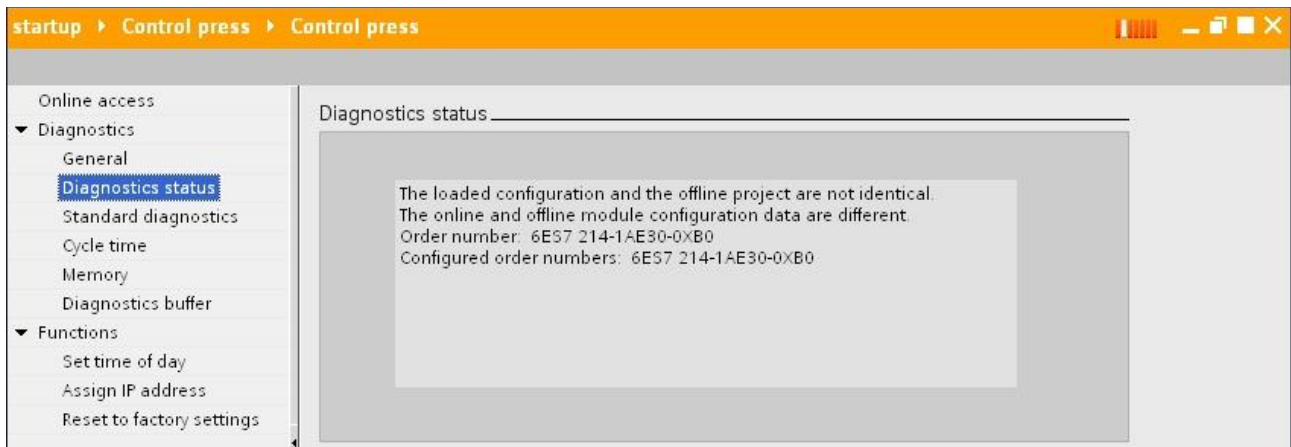 startup ▸ Control press ▸ Control press
Online access
Diagnostics
General
Diagnostics status
Standard diagnostics
Cycle time
Memory
Diagnostics buffer
Functions
Set time of day
Assign IP address
Reset to factory settings
Diagnostics status
The loaded configuration and the offline project are not identical.
The online and offline module configuration data are different.
Order number: 6ES7 214-1AE30-0XB0
Configured order numbers: 6ES7 214-1AE30-0XB0